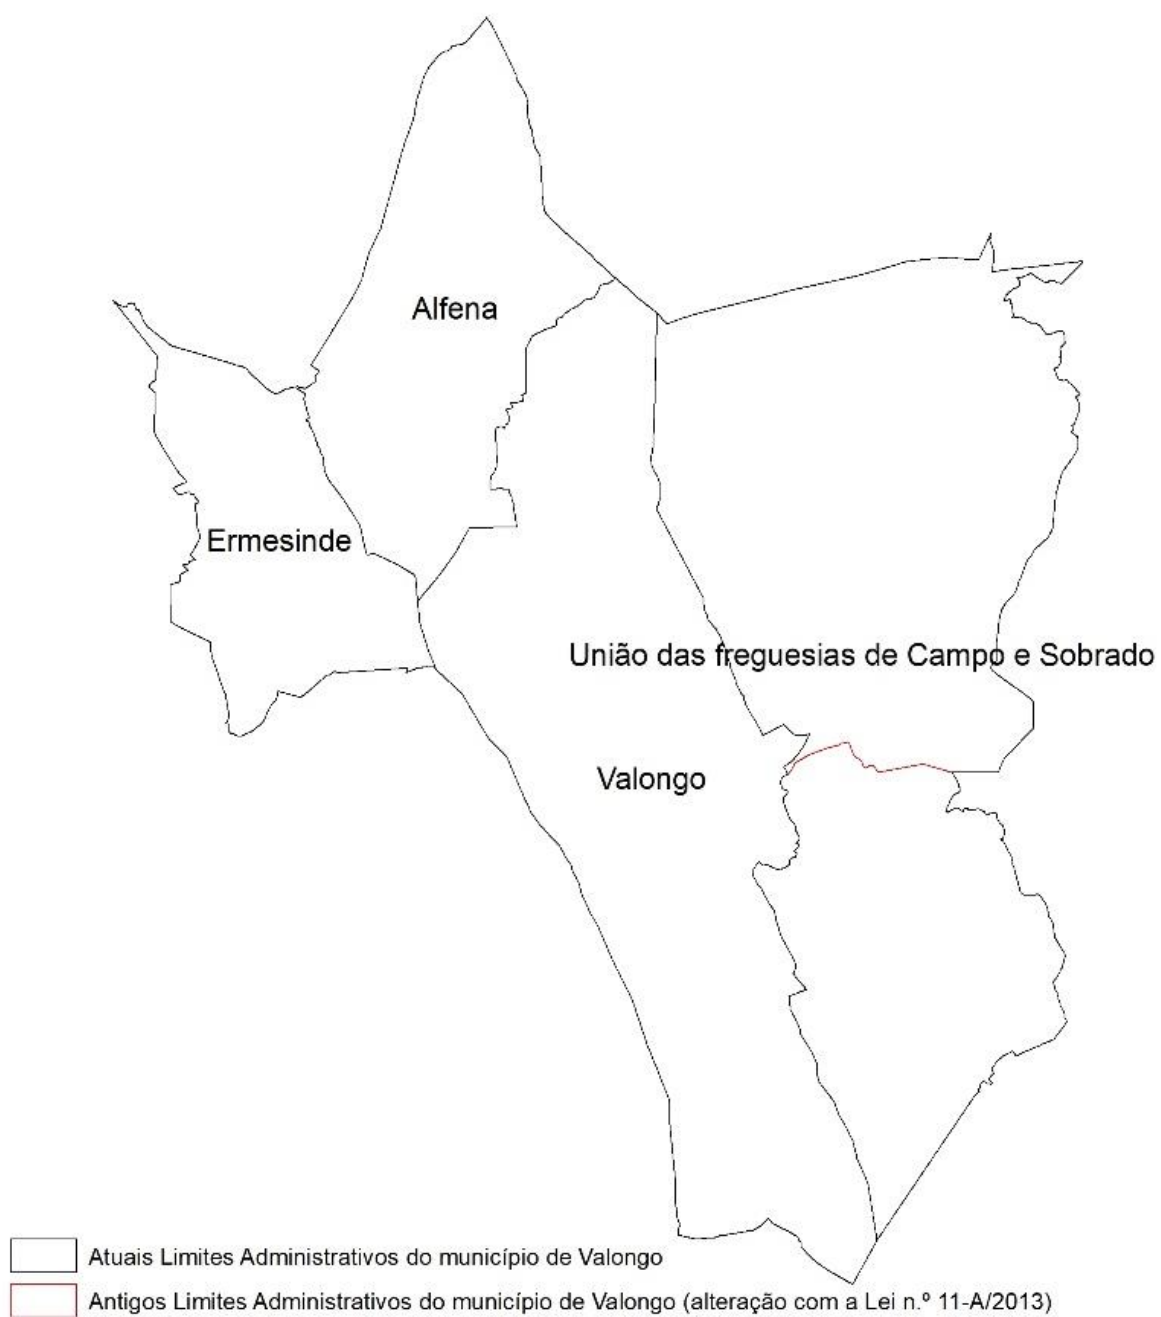 Alfena
Ermesinde
União das freguesias de Campo e Sobrado
Valongo
Atuais Limites Administrativos do município de Valongo
Antigos Limites Administrativos do município de Valongo (alteração com a Lei n.º 11-A/2013)